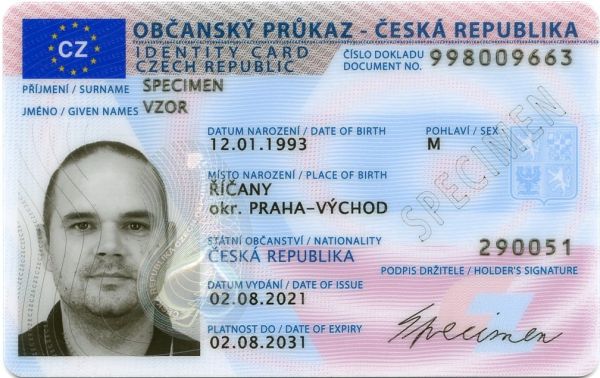 CZ
OBČANSKÝ PRŮKAZ - ČESKÁ REPUBLIKA
IDENTITY CARD
CZECH REPUBLIC
ČÍSLO DOKLADU
DOCUMENT NO. 998009663
PŘÍJMENÍ / SURNAME SPECIMEN
JMÉNO / GIVEN NAMES VZOR
DATUM NAROZENÍ / DATE OF BIRTH
12.01.1993
POHLAVÍ / SEX
M
MÍSTO NAROZENÍ / PLACE OF BIRTH
ŘÍČANY
okr. PRAHA-VÝCHOD
SPECIMEN
STÁTNÍ OBČANSTVÍ / NATIONALITY
ČESKÁ REPUBLIKA
290051
PODPIS DRŽITELE / HOLDER'S SIGNATURE
DATUM VYDÁNÍ / DATE OF ISSUE
02.08.2021
PLATNOST DO / DATE OF EXPIRY
02.08.2031
Specimen